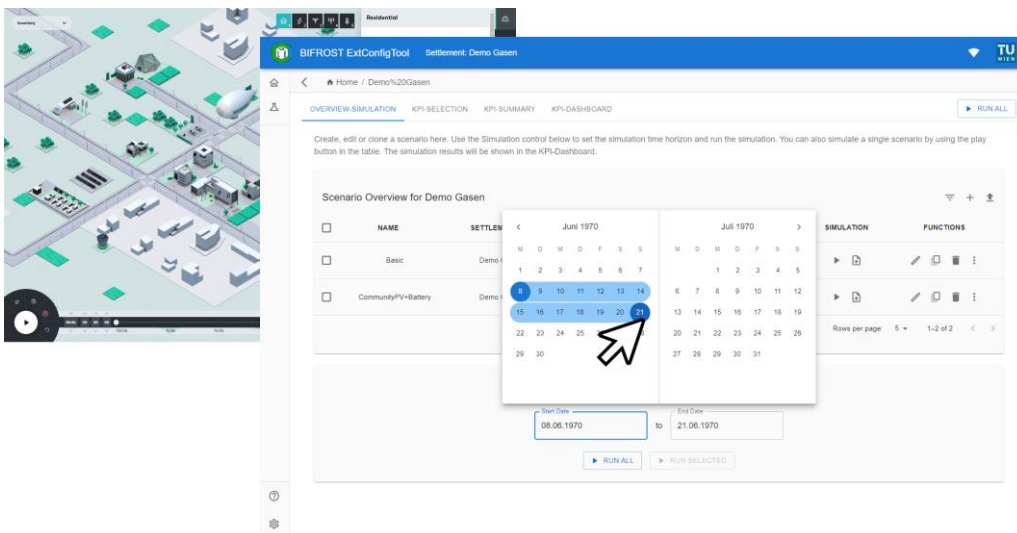 Inventory
Residential
BIFROST ExtConfigTool Settlement: Demo Gasen
TU
WIEN
Home / Demo%20Gasen
OVERVIEW-SIMULATION KPI-SELECTION KPI-SUMMARY KPI-DASHBOARD
RUN ALL
Create, edit or clone a scenario here. Use the Simulation control below to set the simulation time horizon and run the simulation. You can also simulate a single scenario by using the play
button in the table. The simulation results will be shown in the KPI-Dashboard.
Scenario Overview for Demo Gasen
NAME SETTLEM SIMULATION FUNCTIONS
Basic Demo
CommunityPV+Battery Demo
Rows per page: 5 1–2 of 2
Juni 1970
M D M D F S S
1 2 3 4 5 6 7
8 9 10 11 12 13 14
15 16 17 18 19 20 21
22 23 24 25
29 30
Juli 1970
M D M D F S S
1 2 3 4 5
6 7 8 9 10 11 12
13 14 15 16 17 18 19
20 21 22 23 24 25 26
27 28 29 30 31
Start Date End Date
08.06.1970 to 21.06.1970
RUN ALL RUN SELECTED